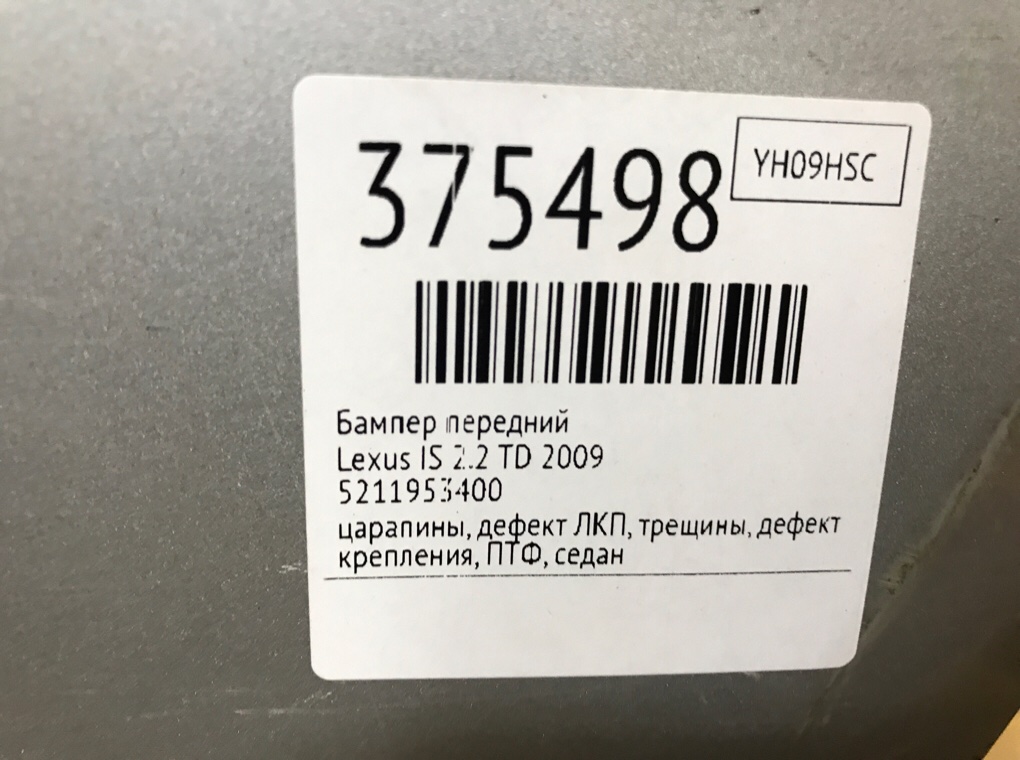 375498
YH09HSC
Бампер передний
Lexus IS 2.2 TD 2009
5211953400
царапины, дефект ЛКП, трещины, дефект
крепления, ПТФ, седан